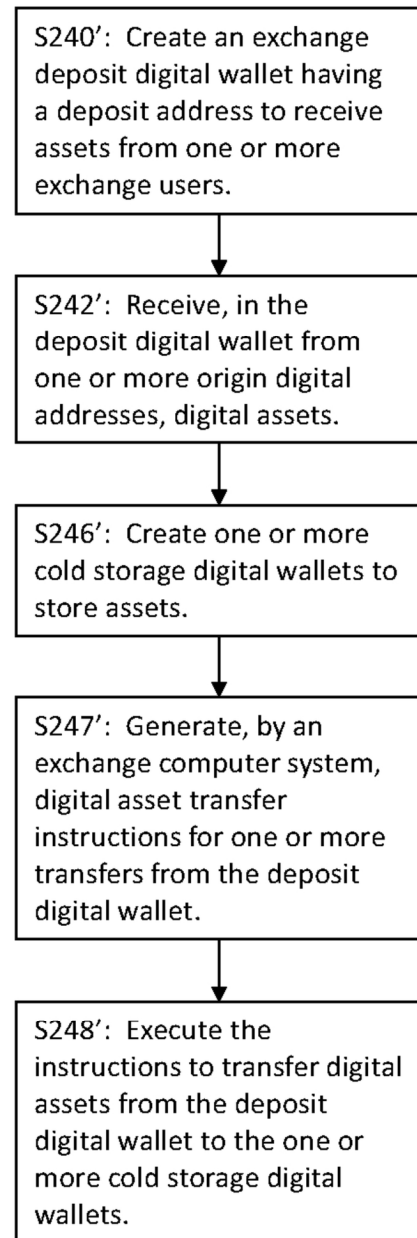 S240′: Create an exchange
deposit digital wallet having
a deposit address to receive
assets from one or more
exchange users.
S242′: Receive, in the
deposit digital wallet from
one or more origin digital
addresses, digital assets.
S246′: Create one or more
cold storage digital wallets to
store assets.
S247′: Generate, by an
exchange computer system,
digital asset transfer
instructions for one or more
transfers from the deposit
digital wallet.
S248′: Execute the
instructions to transfer digital
assets from the deposit
digital wallet to the one or
more cold storage digital
wallets.